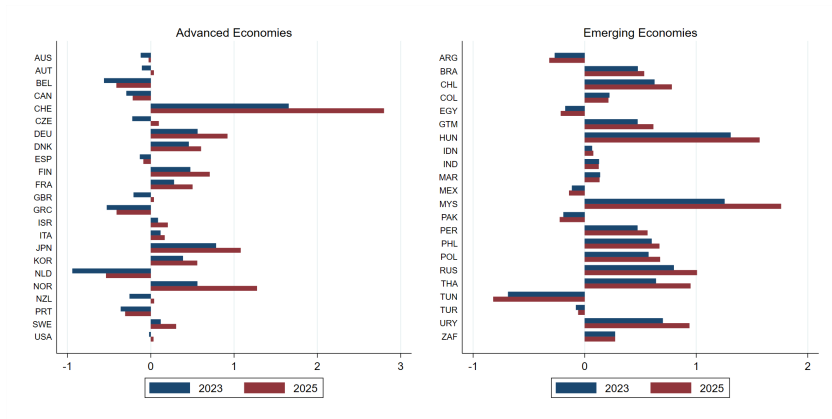 Advanced Economies
AUS
AUT
BEL
CAN
CHE
CZE
DEU
DNK
ESP
FIN
FRA
GBR
GRC
ISR
ITA
JPN
KOR
NLD
NOR
NZL
PRT
SWE
USA
-1 0 1 2 3
2023 2025
Emerging Economies
ARG
BRA
CHL
COL
EGY
GTM
HUN
IDN
IND
MAR
MEX
MYS
PAK
PER
PHL
POL
RUS
THA
TUN
TUR
URY
ZAF
-1 0 1 2
2023 2025